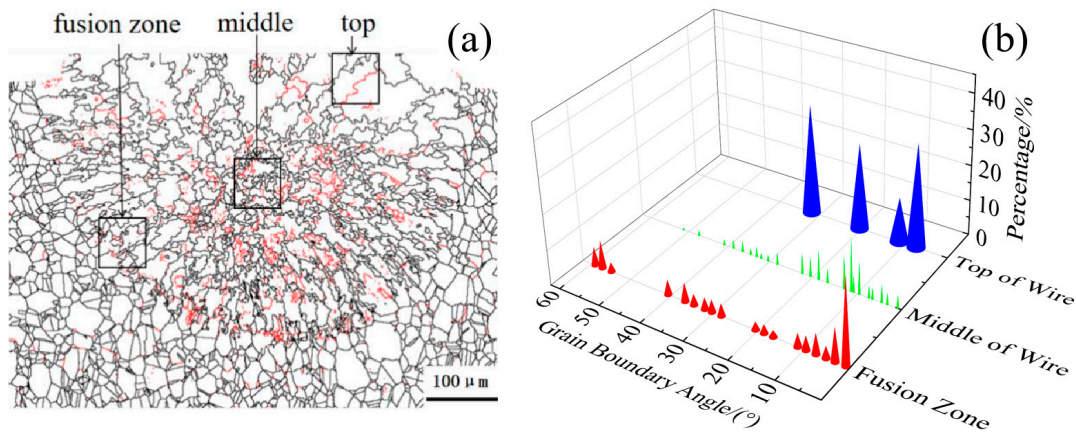 fusion zone middle top (a)
100 μm
(b)
40
30
20
10
0
Percentage/%
60 50 40 30 20 10
Grain Boundary Angle/(°)
Top of Wire
Middle of Wire
Fusion Zone